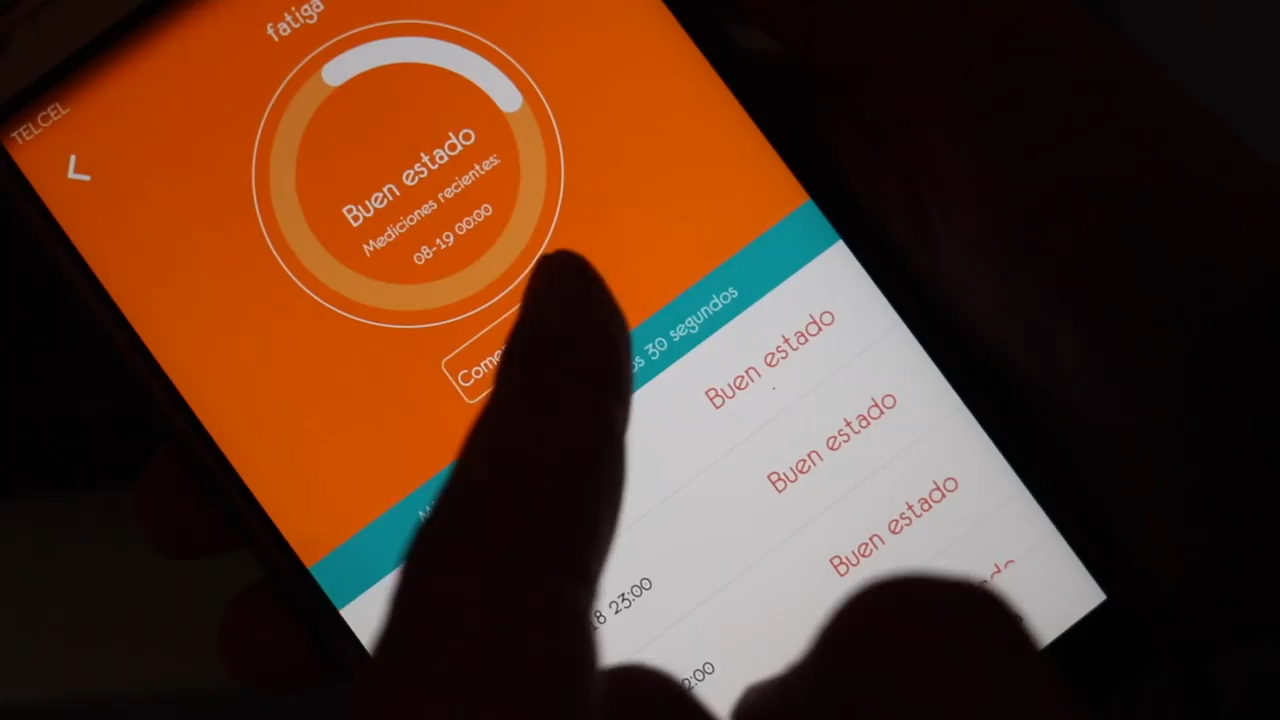 TELCEL
fatiga
Buen estado
Mediciones recientes:
08-19 00:00
30 segundos
Buen estado
Buen estado
18 23:00
Buen estado